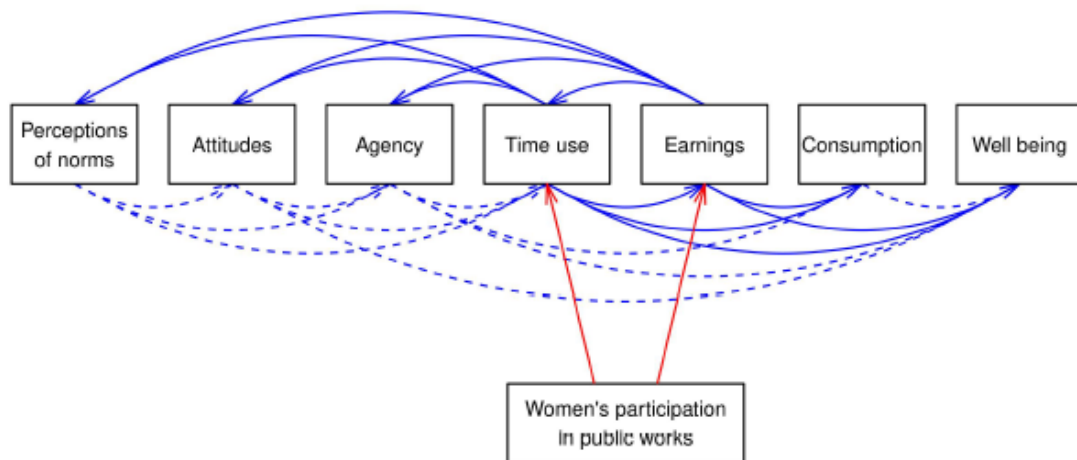 Perceptions
of norms
Attitudes
Agency
Time use
Earnings
Consumption
Well being
Women's participation
in public works